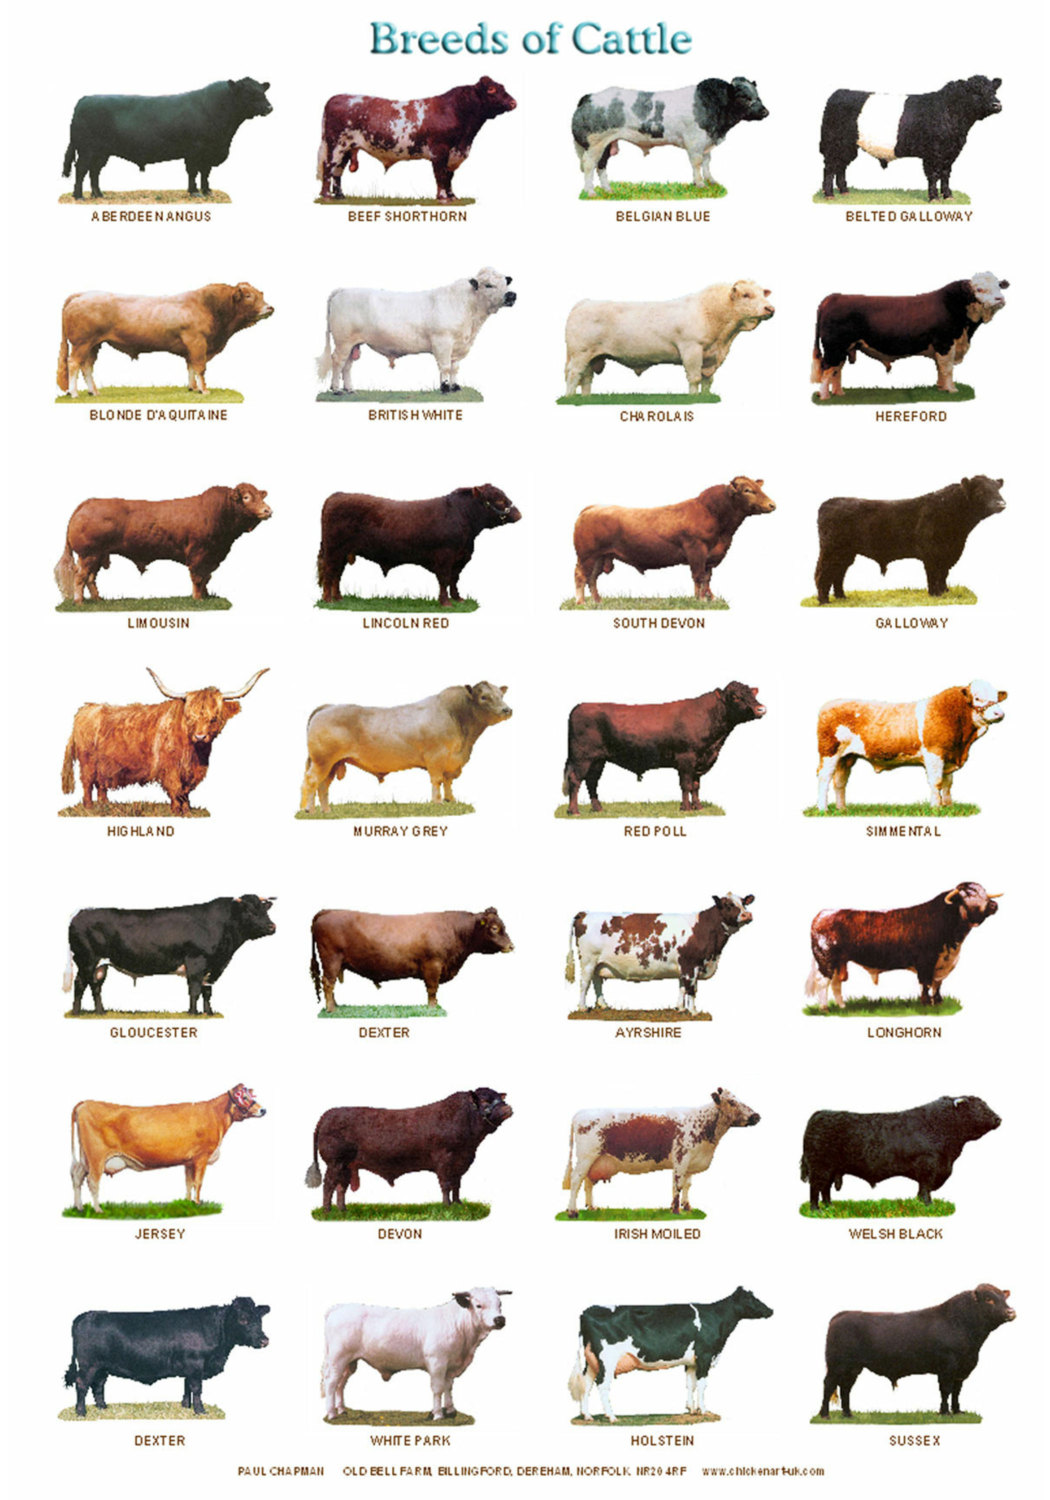 Breeds of Cattle
ABERDEEN ANGUS BEEF SHORTHORN BELGIAN BLUE BELTED GALLOWAY
BLONDE D'AQUITAINE BRITISH WHITE CHAROLAIS HEREFORD
LIMOUSIN LINCOLN RED SOUTH DEVON GALLOWAY
HIGHLAND MURRAY GREY RED POLL SIMMENTAL
GLOUCESTER DEXTER AYRSHIRE LONGHORN
JERSEY DEVON IRISH MOILED WELSH BLACK
DEXTER WHITE PARK HOLSTEIN SUSSEX
PAUL CHAPMAN OLD BELL FARM, BILLINGFORD, DEREHAM, NORFOLK. NR20 4RF www.chickenart-uk.com